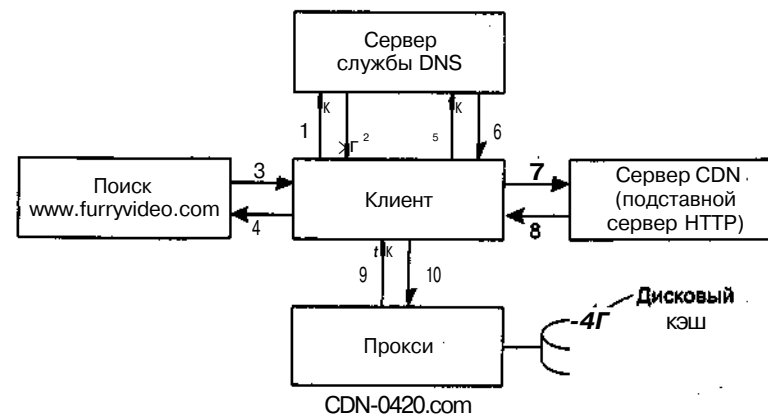 Сервер
службы DNS
к
к
1
2
5
6
Поиск
www.furryvideo.com
3
4
Клиент
7
8
Сервер CDN
(подставной
сервер HTTP)
к
9
10
Прокси
Дисковый
кэш
CDN-0420.com